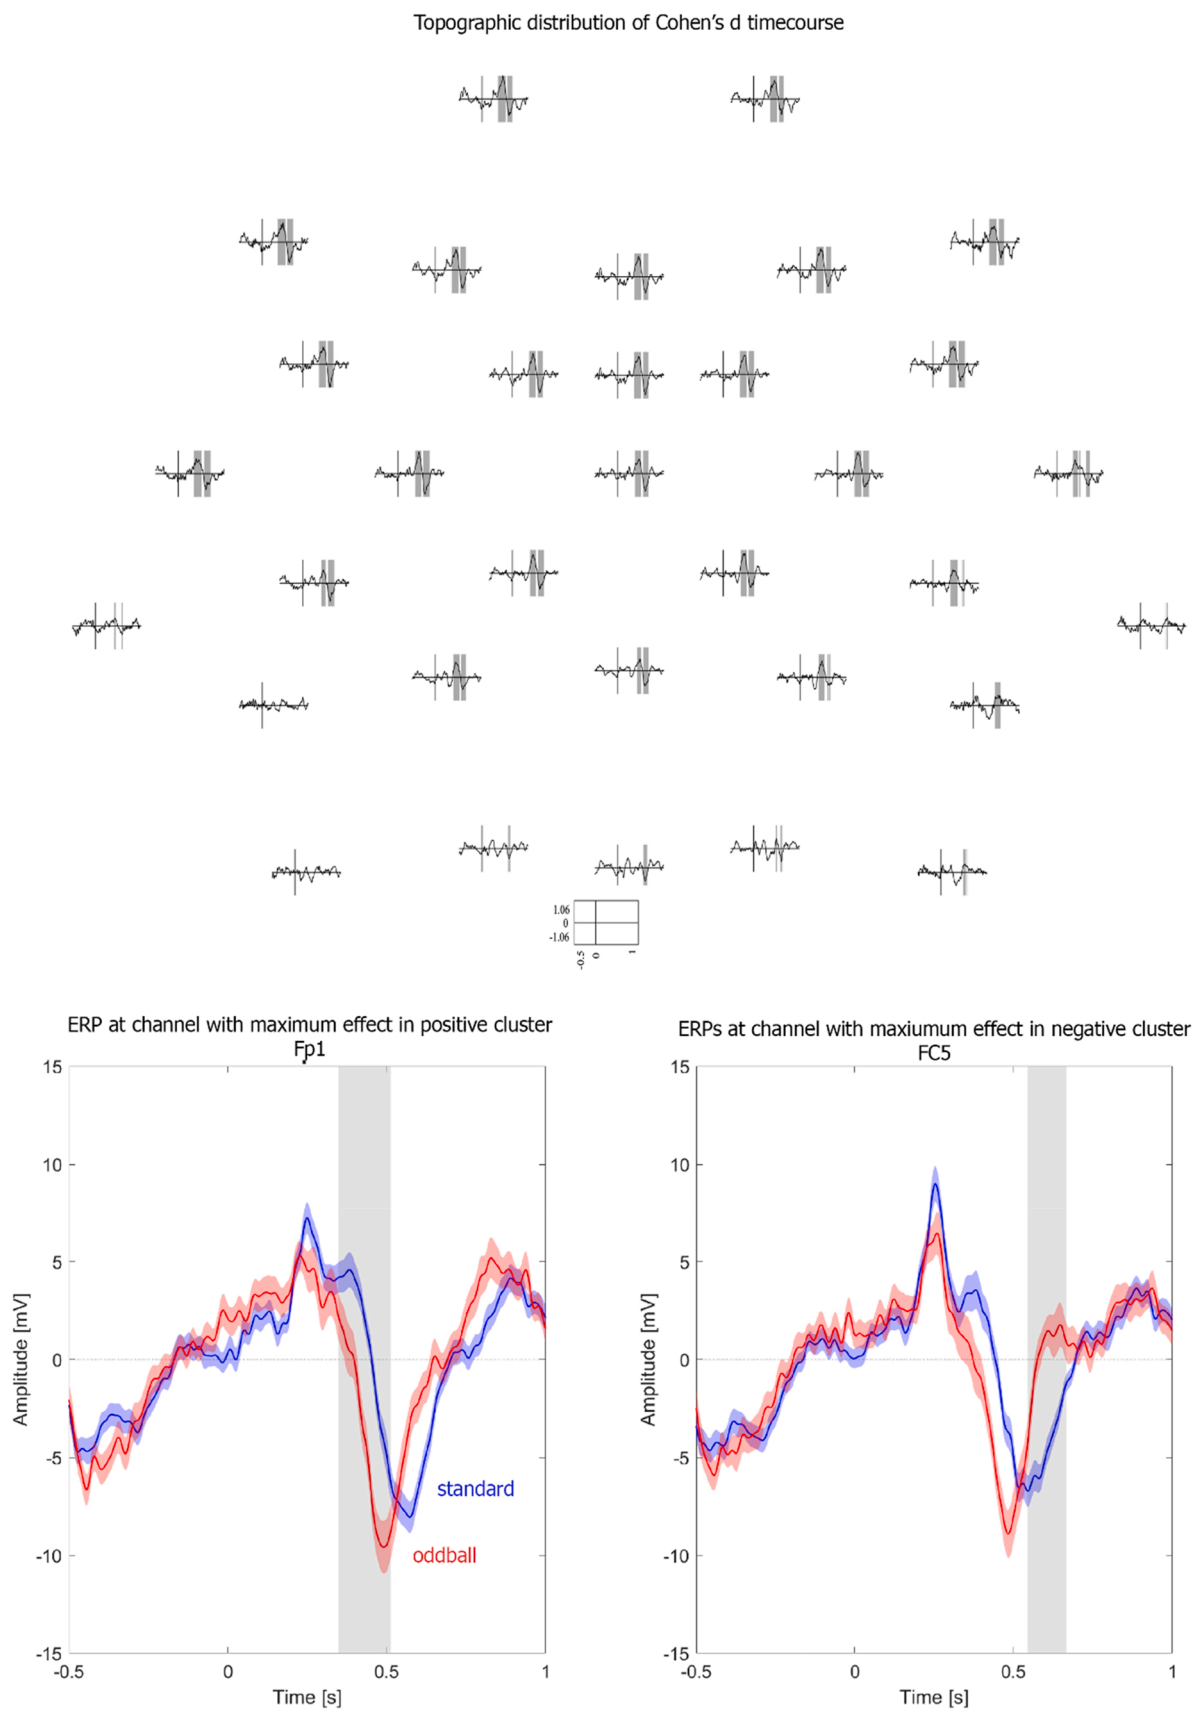 Topographic distribution of Cohen's d timecourse
1.06
0
-1.06
-0.5
0
1
ERP at channel with maximum effect in positive cluster
Fp1
15
10
5
0
-5
-10
-15
-0.5
0
0.5
1
Amplitude [mV]
Time [s]
standard
oddball
ERPs at channel with maxiumum effect in negative cluster
FC5
15
10
5
0
-5
-10
-15
-0.5
0
0.5
1
Amplitude [mV]
Time [s]